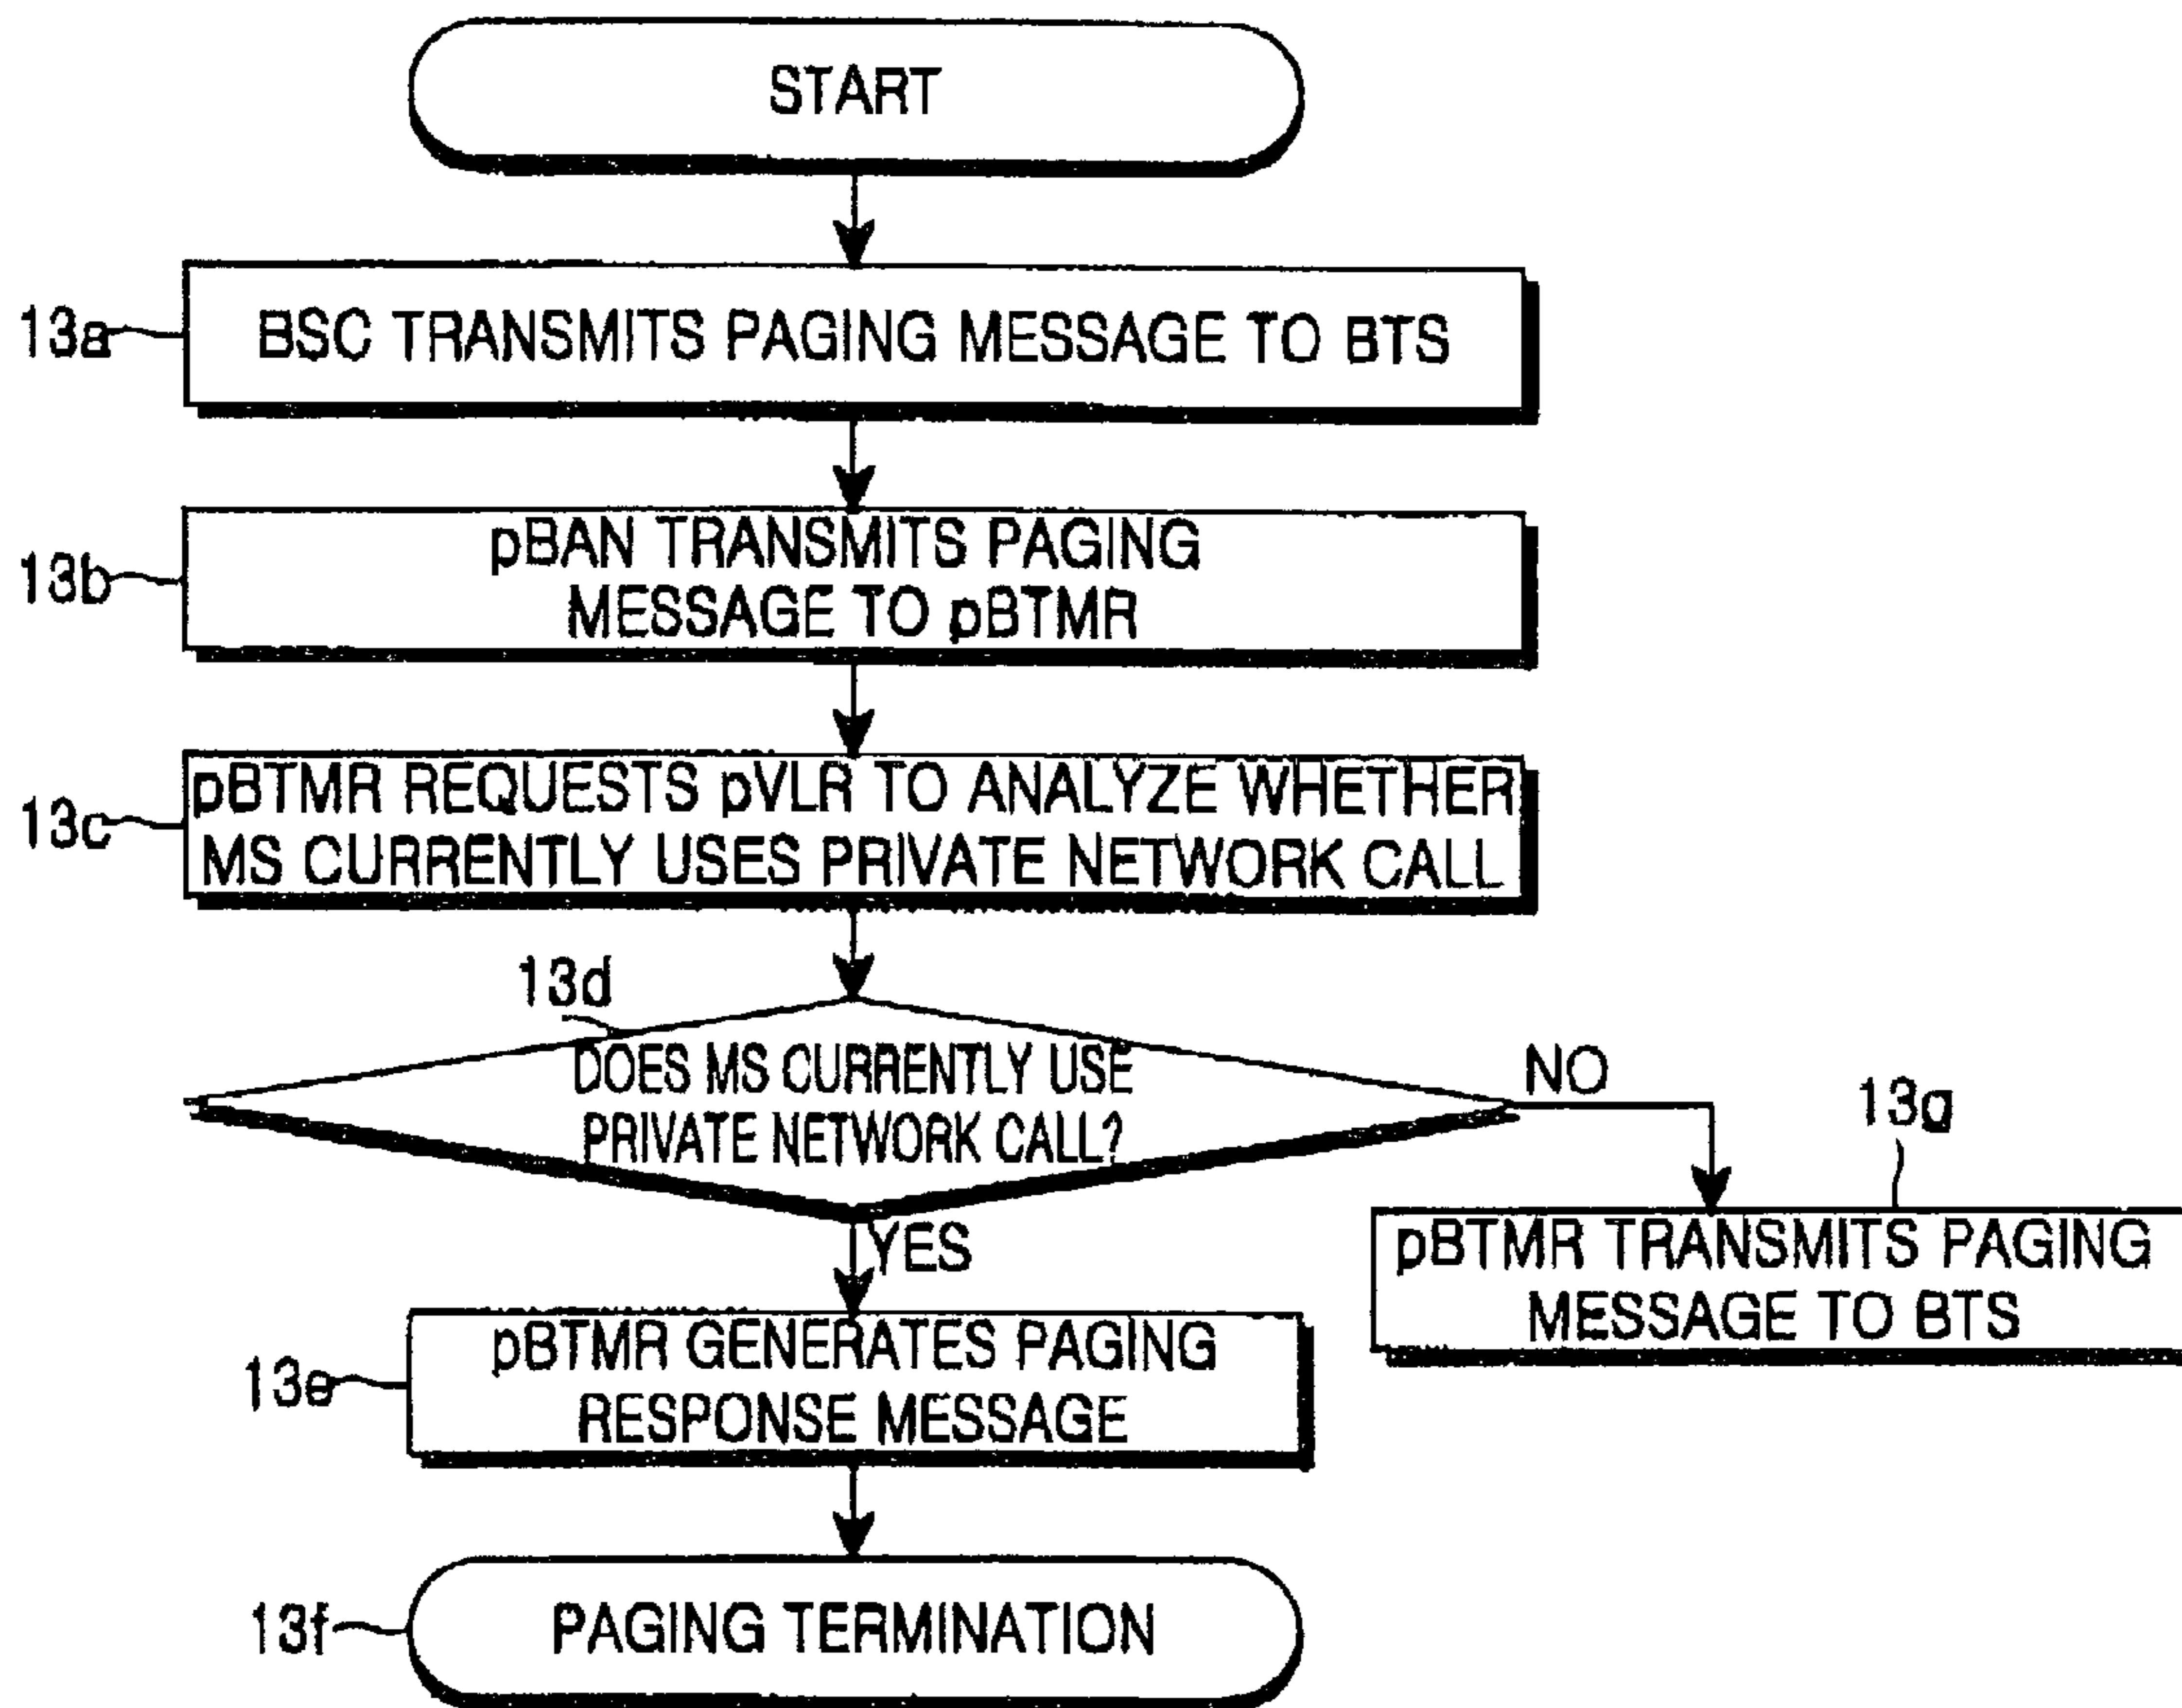 START
13a
BSC TRANSMITS PAGING MESSAGE TO BTS
13b
pBAN TRANSMITS PAGING
MESSAGE TO pBTMR
13c
pBTMR REQUESTS pVLR TO ANALYZE WHETHER
MS CURRENTLY USES PRIVATE NETWORK CALL
13d
DOES MS CURRENTLY USE
PRIVATE NETWORK CALL?
NO
13g
YES
pBTMR TRANSMITS PAGING
MESSAGE TO BTS
13e
pBTMR GENERATES PAGING
RESPONSE MESSAGE
13f
PAGING TERMINATION